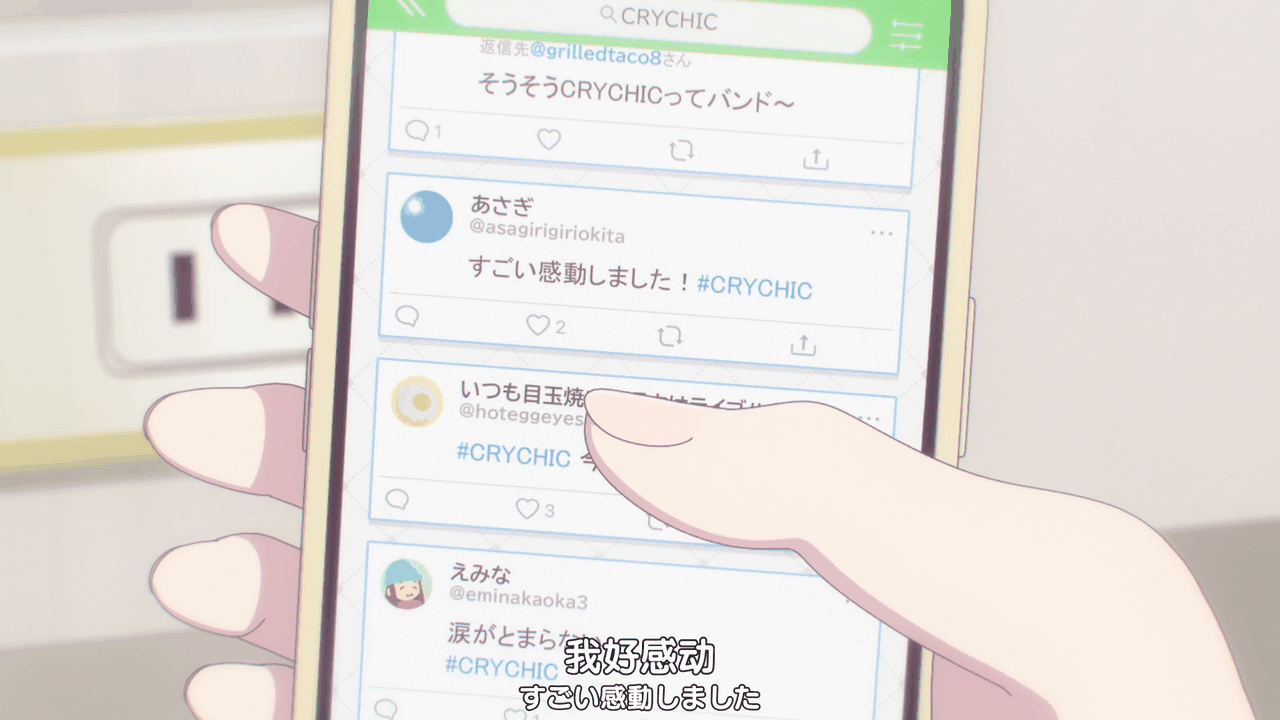 CRYCHIC
返信先@grilledtaco8さん
そうそうCRYCHICってバンド～
1
あさぎ
@asagirigiriokita
すごい感動しました！#CRYCHIC
2
いつも目玉焼
@hoteggeyes
#CRYCHIC
3
えみな
@eminakaoka3
涙がとまらない
#CRYCHIC
1
我好感动
すごい感動しました